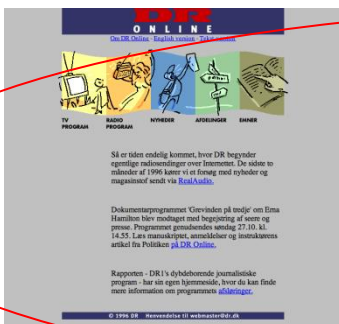 DR
ONLINE
Om DR Online - English version - Tekst version
TV PROGRAM
RADIO PROGRAM
NYHEDER
AFDELINGER
EMNER
Så er tiden endelig kommet, hvor DR begynder
egentlige radiosendinger over Internettet. De sidste to
måneder af 1996 kører vi et forsøg med nyheder og
magasinstof sendt via RealAudio.
Dokumentarprogrammet 'Grevinden på tredje' om Erna
Hamilton blev modtaget med begejstring af seere og
presse. Programmet genudsendes søndag 27.10. kl.
14.55. Læs manuskriptet, anmeldelser og instruktørens
artikel fra Politiken på DR Online.
Rapporten - DR1's dybdeborende journalistiske
program - har sin egen hjemmeside, hvor du kan finde
mere information om programmets afsløringer.
© 1996 DR Henvendelse til webmaster@dr.dk